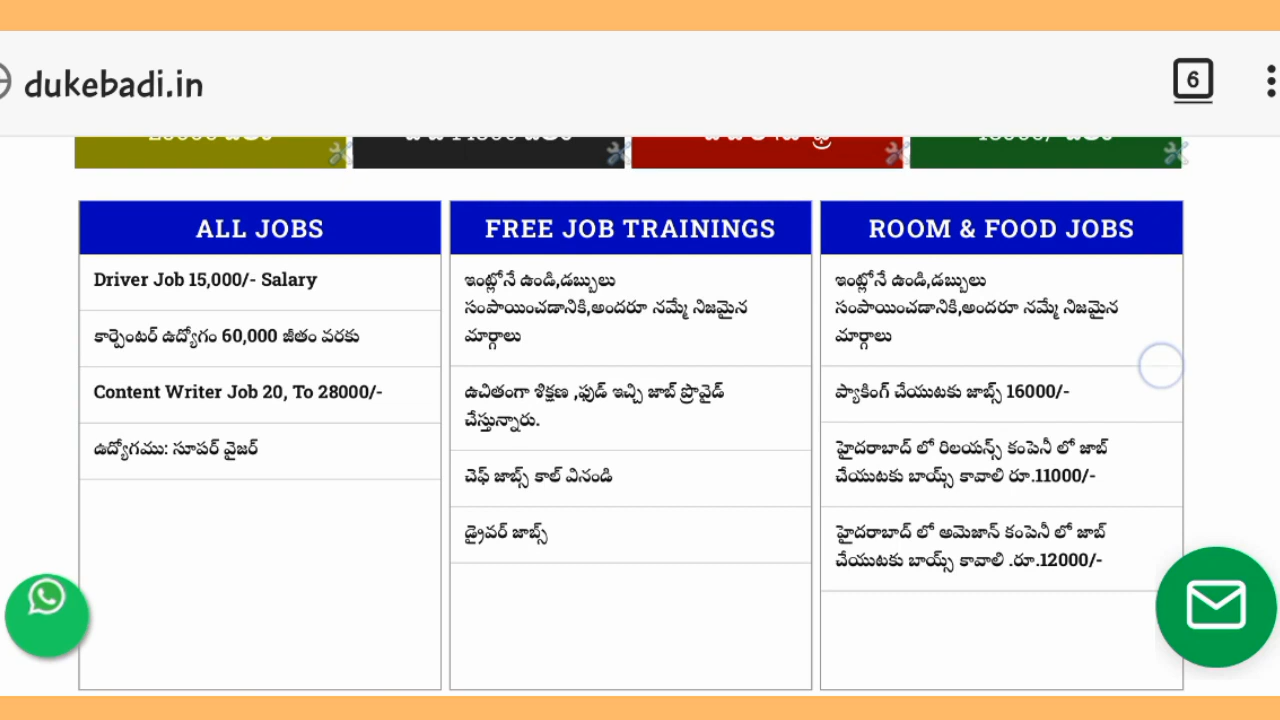 dukebadi.in
6
ALL JOBS
Driver Job 15,000/- Salary
కార్పెంటర్ ఉద్యోగం 60,000 జీతం వరకు
Content Writer Job 20, To 28000/-
ఉద్యోగము: సూపర్ వైజర్
FREE JOB TRAININGS
ఇంట్లోనే ఉండి,డబ్బులు
సంపాయించడానికి,అందరూ నమ్మే నిజమైన
మార్గాలు
ఉచితంగా శిక్షణ ,ఫుడ్ ఇచ్చి జాబ్ ప్రొవైడ్
చేస్తున్నారు.
చెఫ్ జాబ్స్ కాల్ వినండి
డ్రైవర్ జాబ్స్
ROOM & FOOD JOBS
ఇంట్లోనే ఉండి,డబ్బులు
సంపాయించడానికి,అందరూ నమ్మే నిజమైన
మార్గాలు
ప్యాకింగ్ చేయుటకు జాబ్స్ 16000/-
హైదరాబాద్ లో రిలయన్స్ కంపెనీ లో జాబ్
చేయుటకు బాయ్స్ కావాలి రూ.11000/-
హైదరాబాద్ లో అమెజాన్ కంపెనీ లో జాబ్
చేయుటకు బాయ్స్ కావాలి .రూ.12000/-